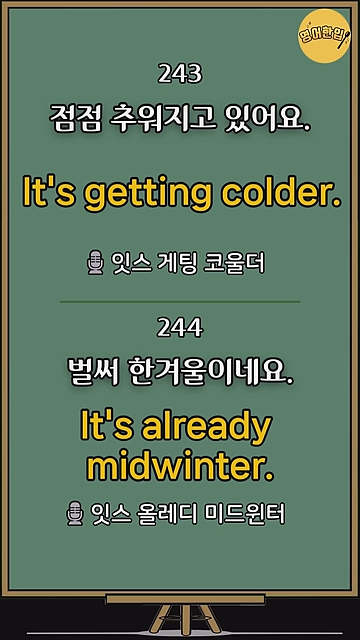 영어한입
243
점점 추워지고 있어요.
It's getting colder.
잇스 게팅 코울더
244
벌써 한겨울이네요.
It's already
midwinter.
잇스 올레디 미드윈터